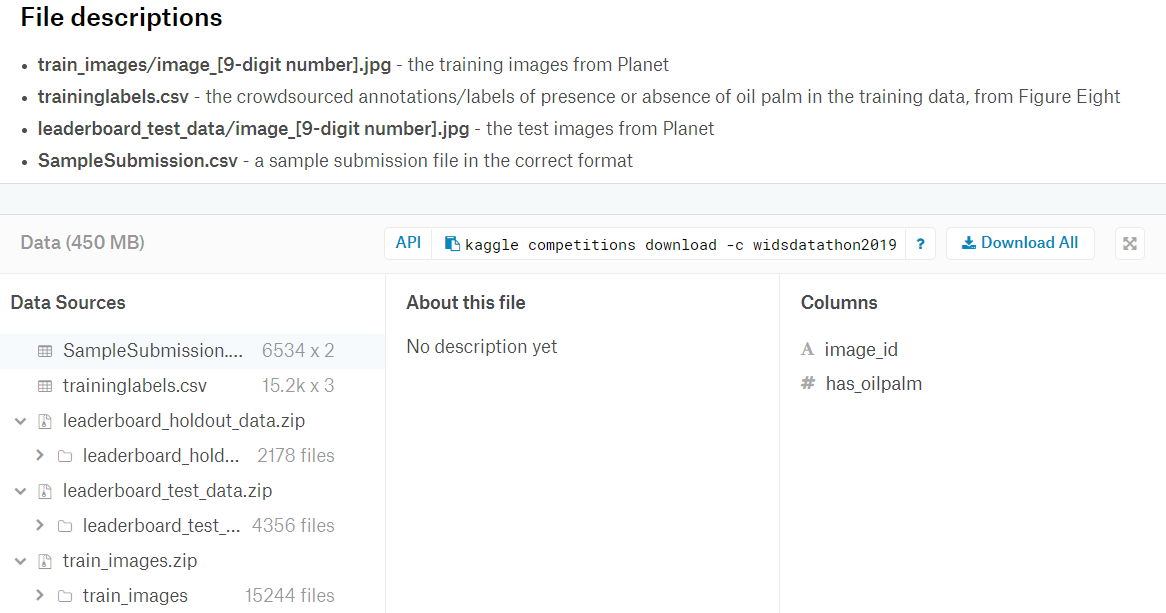 File descriptions
train_images/image_[9-digit number].jpg - the training images from Planet
traininglabels.csv - the crowdsourced annotations/labels of presence or absence of oil palm in the training data, from Figure Eight
leaderboard_test_data/image_[9-digit number].jpg - the test images from Planet
SampleSubmission.csv - a sample submission file in the correct format
Data (450 MB)
API
kaggle competitions download -c widsdatathon2019
?
Download All
Data Sources
SampleSubmission.... 6534 x 2
traininglabels.csv 15.2k x 3
leaderboard_holdout_data.zip
leaderboard_hold... 2178 files
leaderboard_test_data.zip
leaderboard_test_... 4356 files
train_images.zip
train_images 15244 files
About this file
No description yet
Columns
A image_id
# has_oilpalm